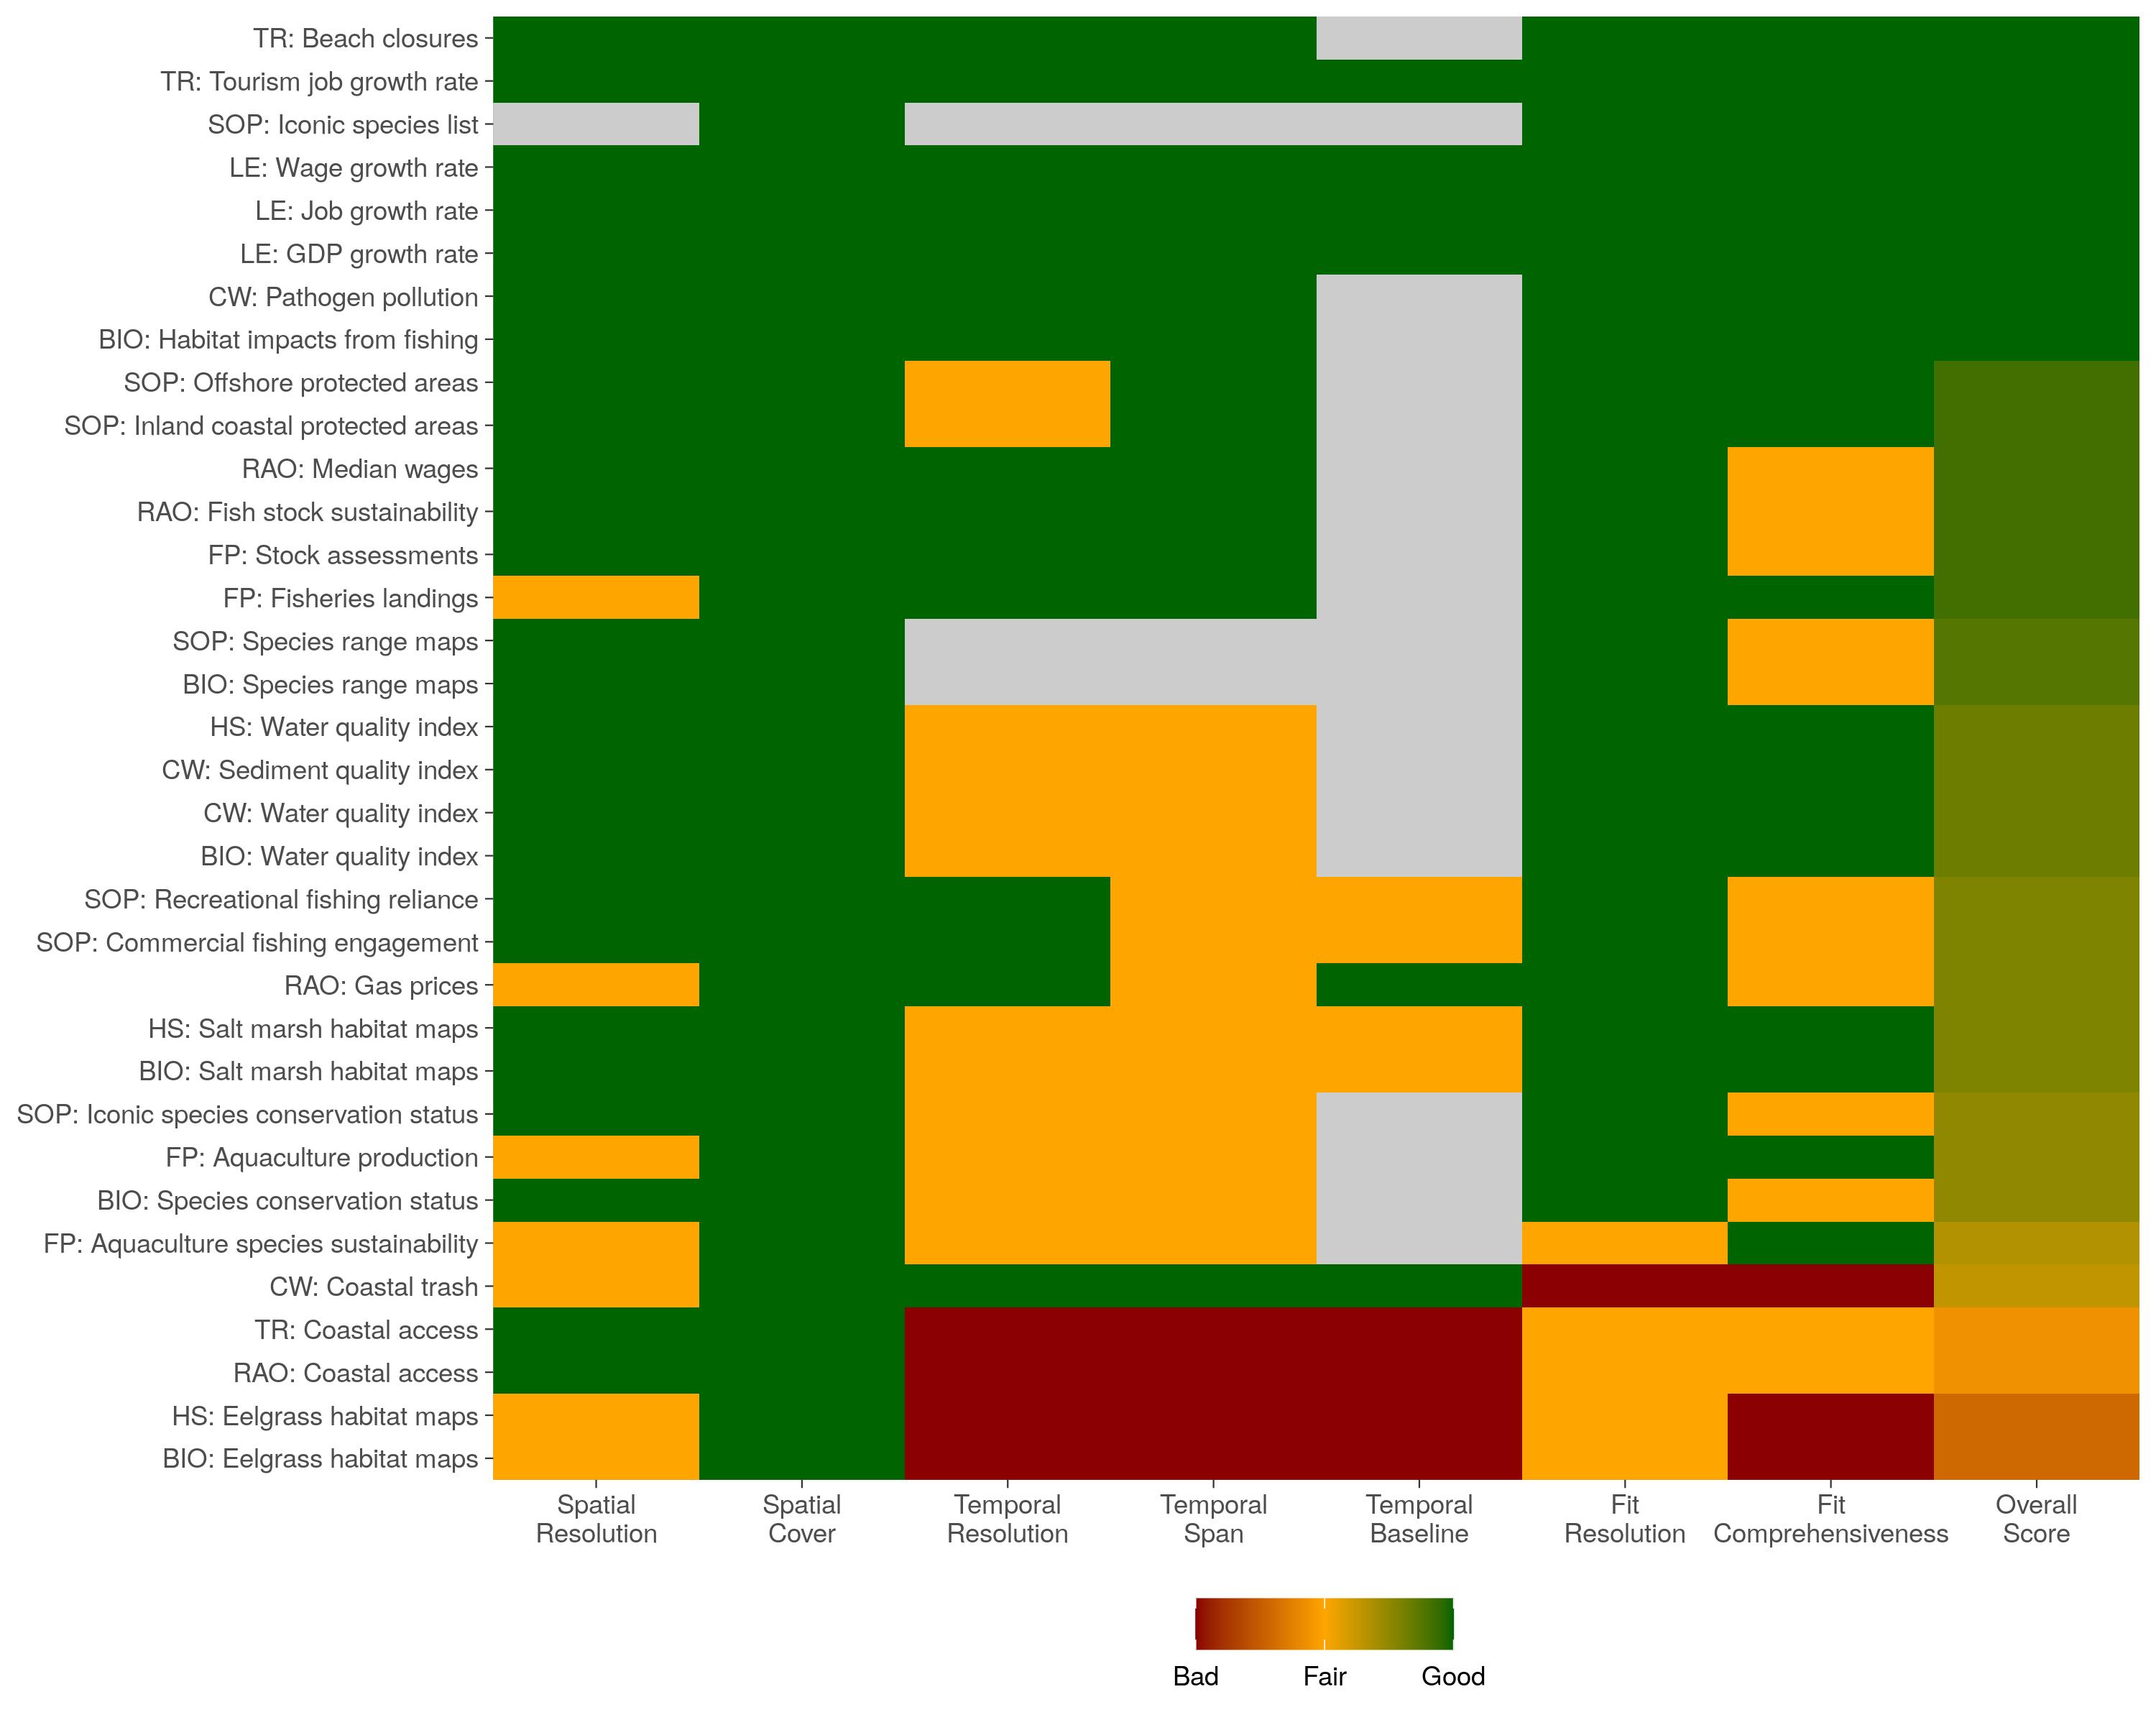 TR: Beach closures
TR: Tourism job growth rate
SOP: Iconic species list
LE: Wage growth rate
LE: Job growth rate
LE: GDP growth rate
CW: Pathogen pollution
BIO: Habitat impacts from fishing
SOP: Offshore protected areas
SOP: Inland coastal protected areas
RAO: Median wages
RAO: Fish stock sustainability
FP: Stock assessments
FP: Fisheries landings
SOP: Species range maps
BIO: Species range maps
HS: Water quality index
CW: Sediment quality index
CW: Water quality index
BIO: Water quality index
SOP: Recreational fishing reliance
SOP: Commercial fishing engagement
RAO: Gas prices
HS: Salt marsh habitat maps
BIO: Salt marsh habitat maps
SOP: Iconic species conservation status
FP: Aquaculture production
BIO: Species conservation status
FP: Aquaculture species sustainability
CW: Coastal trash
TR: Coastal access
RAO: Coastal access
HS: Eelgrass habitat maps
BIO: Eelgrass habitat maps
Spatial Resolution
Spatial Cover
Temporal Resolution
Temporal Span
Temporal Baseline
Fit Resolution
Fit Comprehensiveness
Overall Score
Bad Fair Good